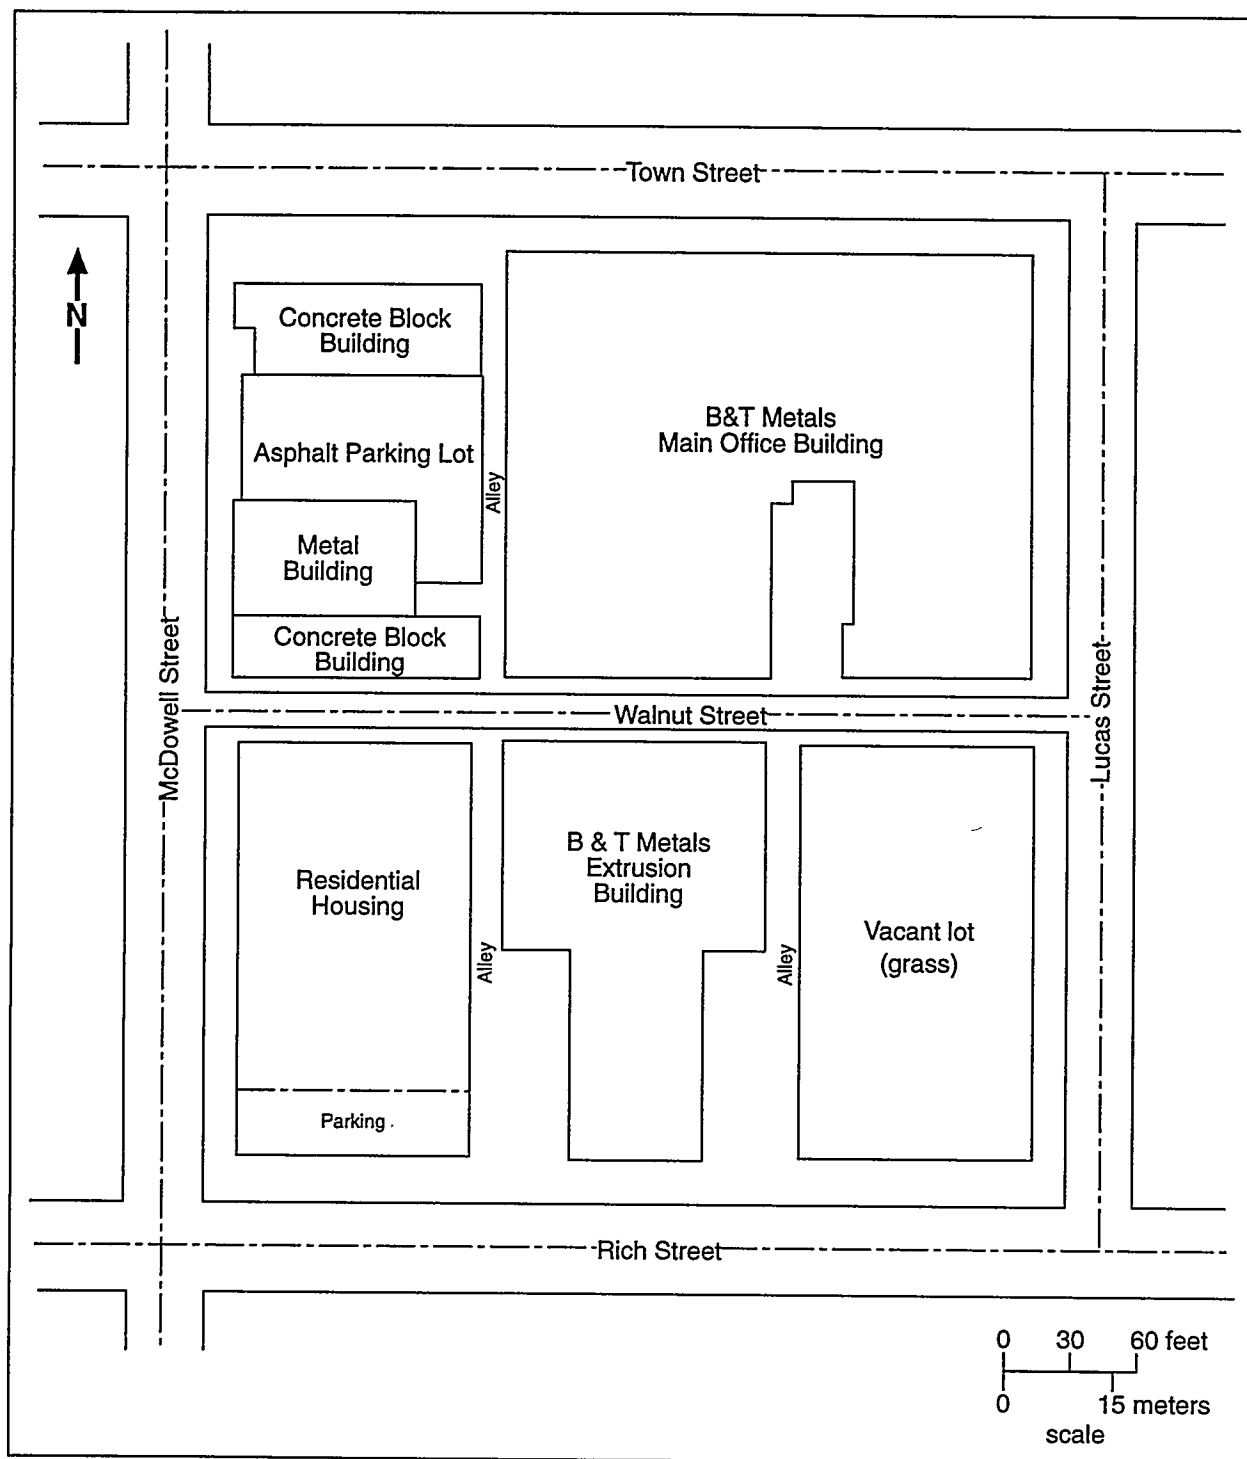 Town Street
N
Concrete Block
Building
B&T Metals
Main Office Building
Asphalt Parking Lot
Alley
Metal
Building
Concrete Block
Building
McDowell Street
Walnut Street
Lucas Street
B & T Metals
Extrusion
Building
Residential
Housing
Vacant lot
(grass)
Alley
Alley
Parking
Rich Street
0 30 60 feet
0 15 meters
scale